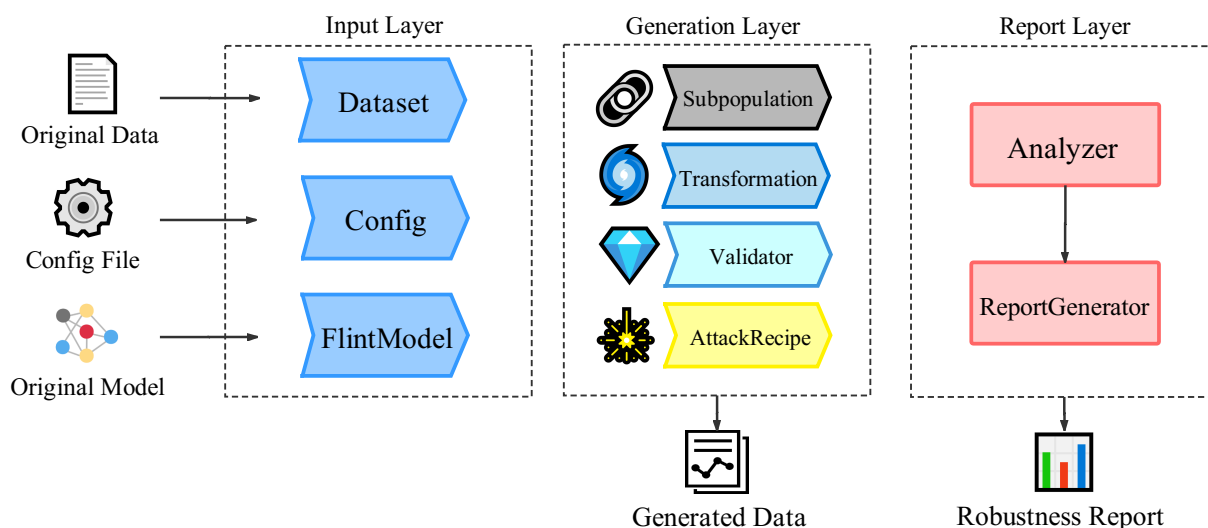 Input Layer
Generation Layer
Report Layer
Original Data
Config File
Original Model
Dataset
Config
FlintModel
Subpopulation
Transformation
Validator
AttackRecipe
Generated Data
Analyzer
ReportGenerator
Robustness Report